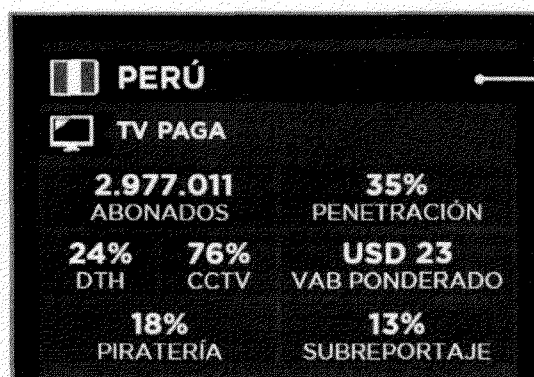 PERÚ
TV PAGA
2.977.011 35%
ABONADOS PENETRACIÓN
24% 76% USD 23
DTH CCTV VAB PONDERADO
18% 13%
PIRATERÍA SUBREPORTAJE